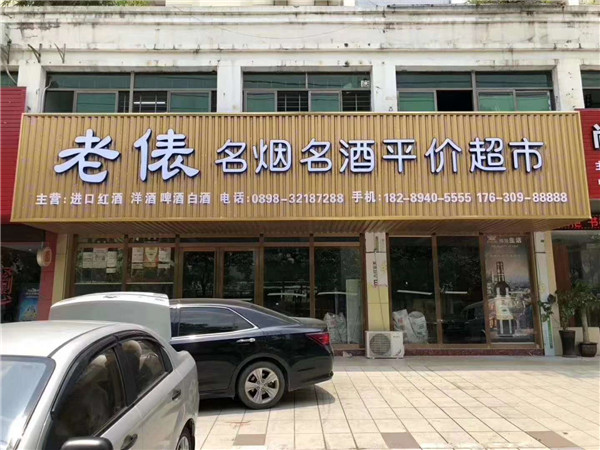 老俵 名烟名酒平价超市
主营:进口红酒 洋酒 啤酒 白酒 电话:0898-32187288 手机:182-8940-5555 176-309-88888